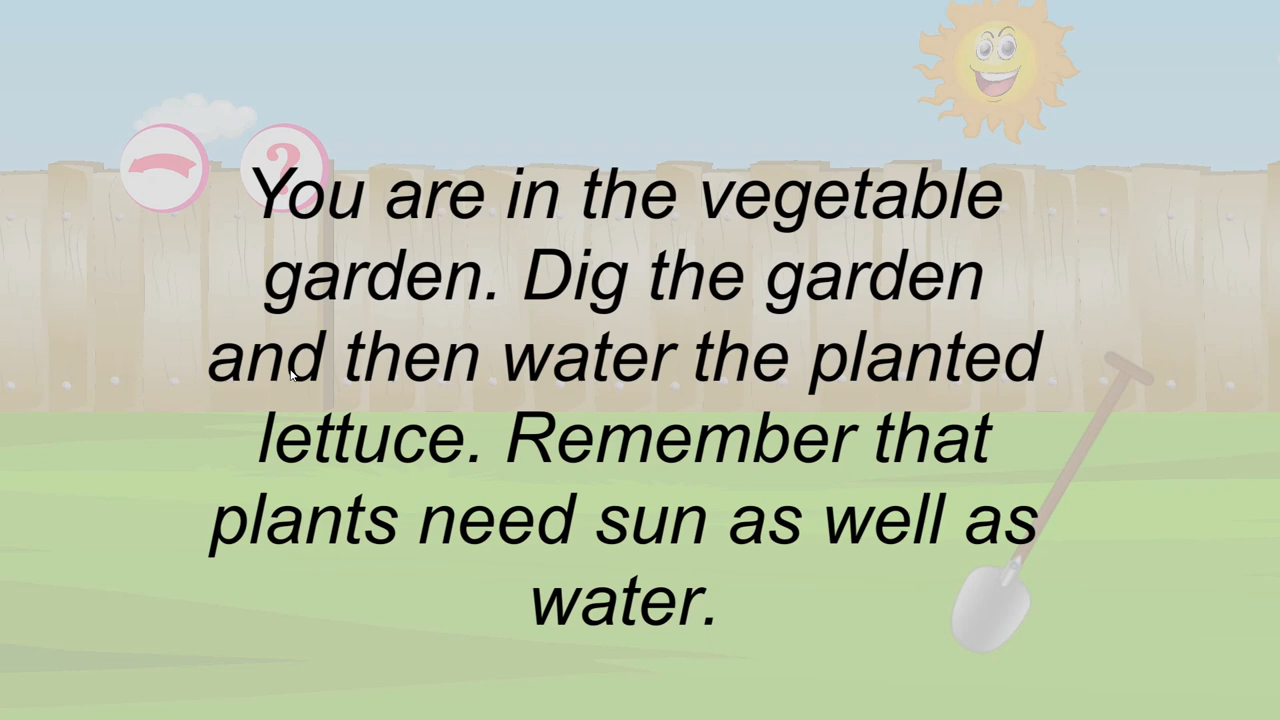 ?
You are in the vegetable
garden. Dig the garden
and then water the planted
lettuce. Remember that
plants need sun as well as
water.